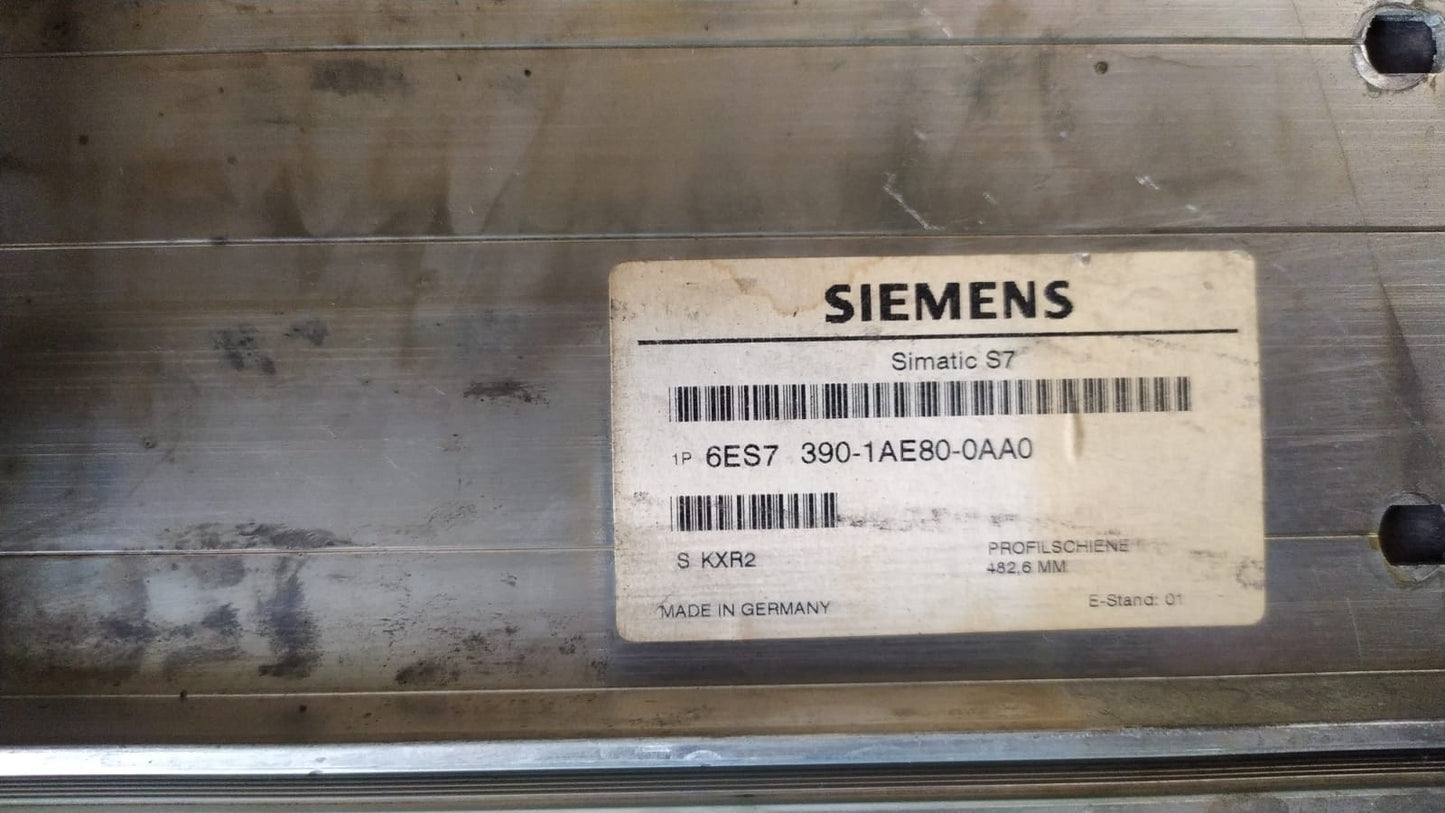 SIEMENS
Simatic S7
1P 6ES7 390-1AE80-0AA0
S KXR2
PROFILSCHIENE
482,6 MM
MADE IN GERMANY
E-Stand: 01